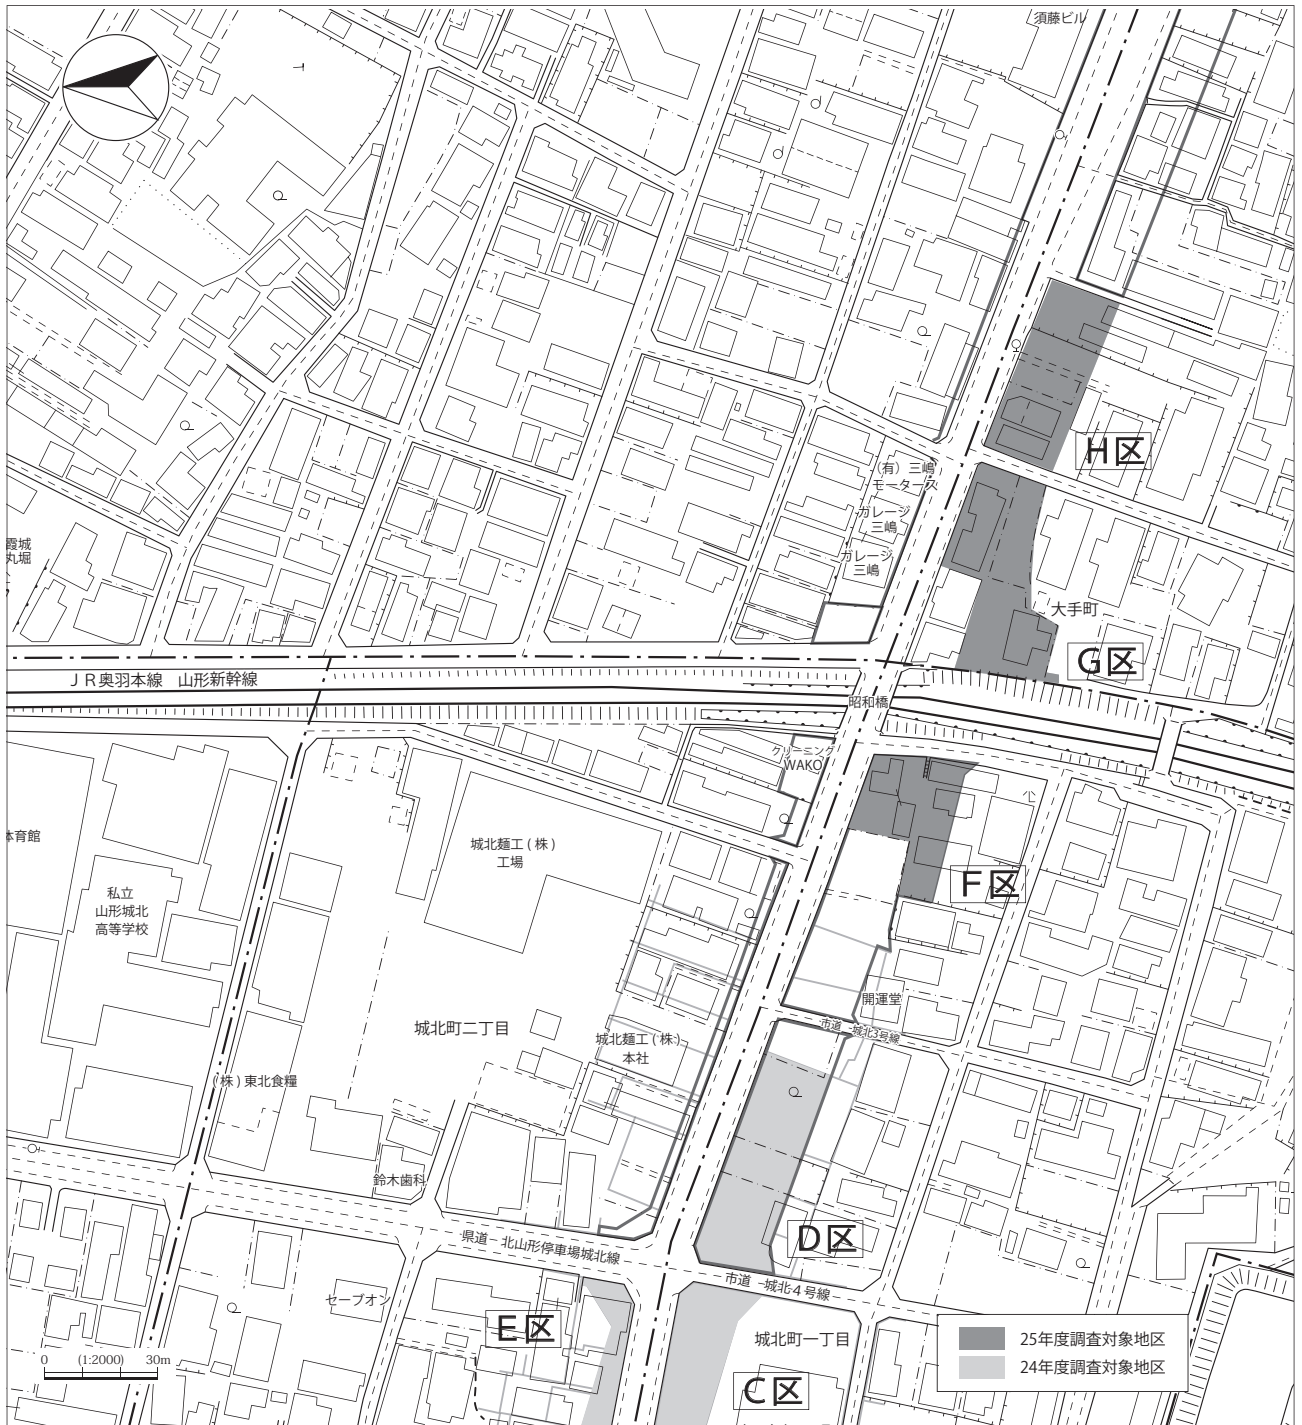 須藤ビル
H区
(有)三嶋
モータース
ガレージ
三嶋
ガレージ
三嶋
霞城
丸堀
大手町
G区
JR奥羽本線 山形新幹線
昭和橋
クリーニング
WAKO
体育館
城北麺工(株)
工場
F区
私立
山形城北
高等学校
開運堂
市道 城北3号線
城北町二丁目
城北麺工(株)
本社
(株)東北食糧
鈴木歯科
D区
県道 北山形停車場城北線
市道 城北4号線
セーブオン
E区
城北町一丁目
C区
0 (1:2000) 30m
25年度調査対象地区
24年度調査対象地区